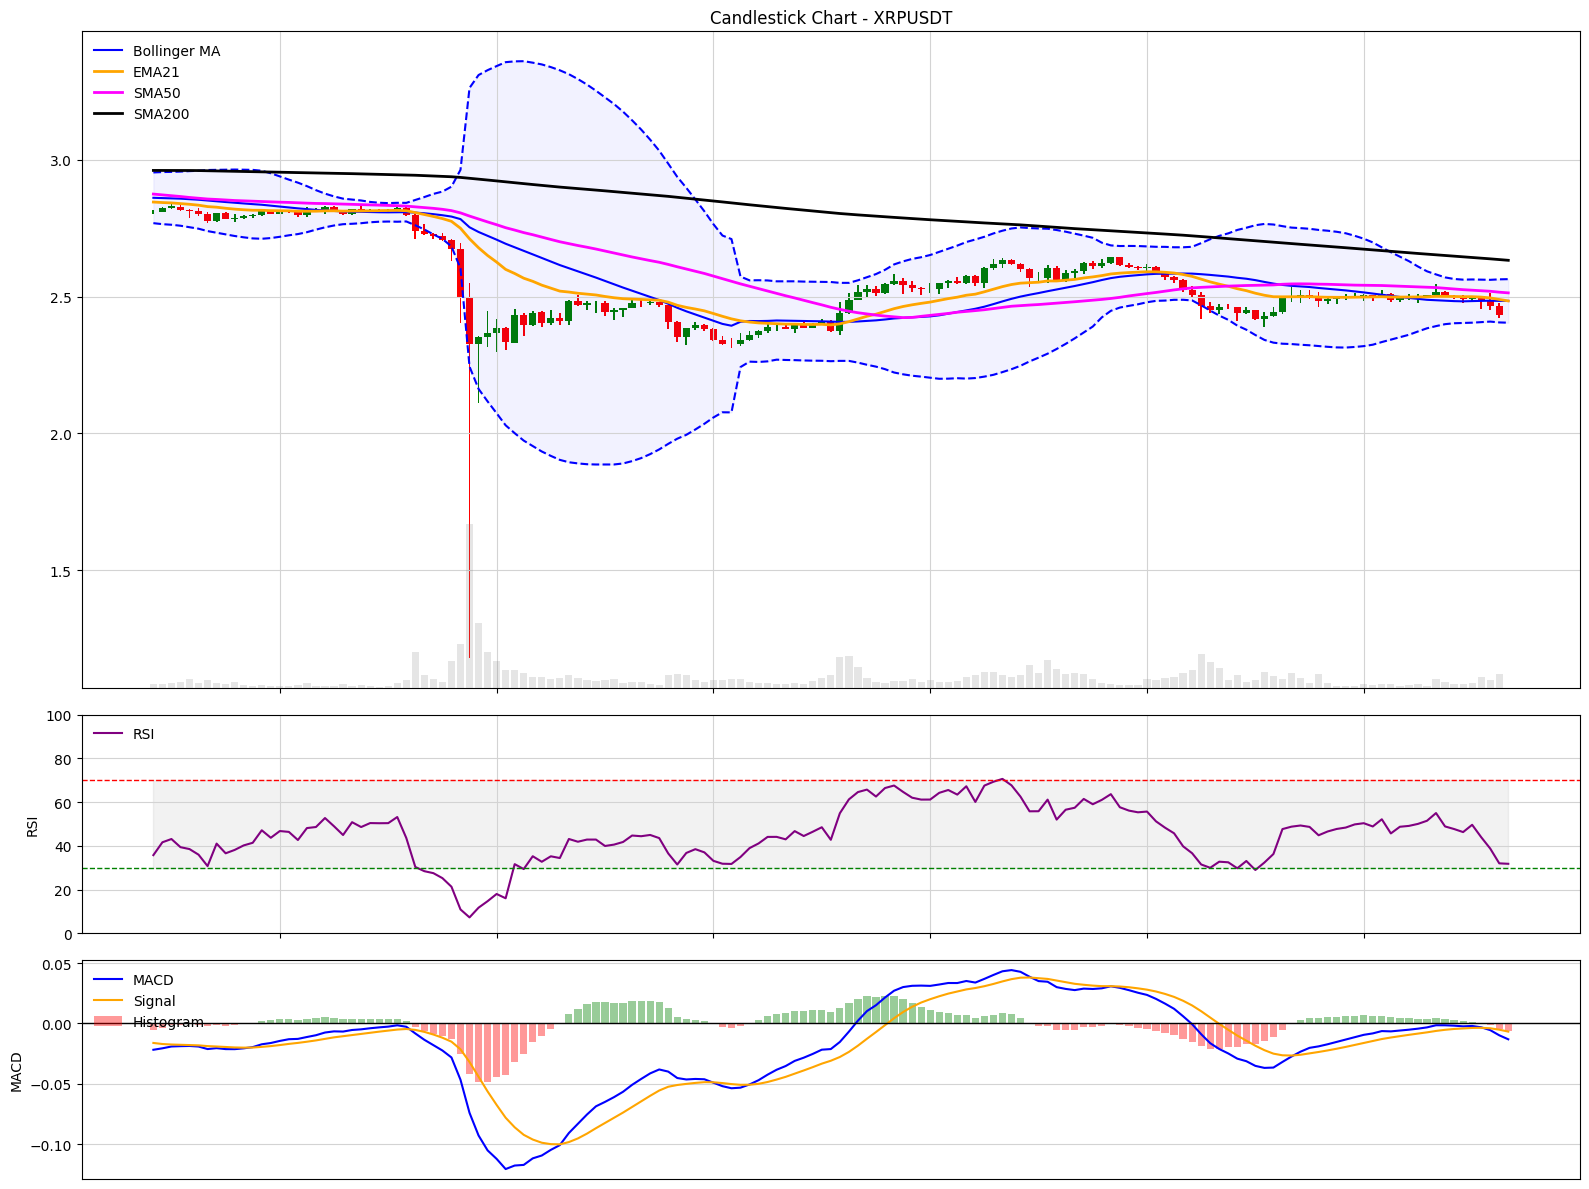 Candlestick Chart - XRPUSDT
Bollinger MA
EMA21
SMA50
SMA200
3.0
2.5
2.0
1.5
RSI
100
80
60
40
20
0
RSI
MACD
Signal
Histogram
0.05
0.00
−0.05
−0.10
MACD